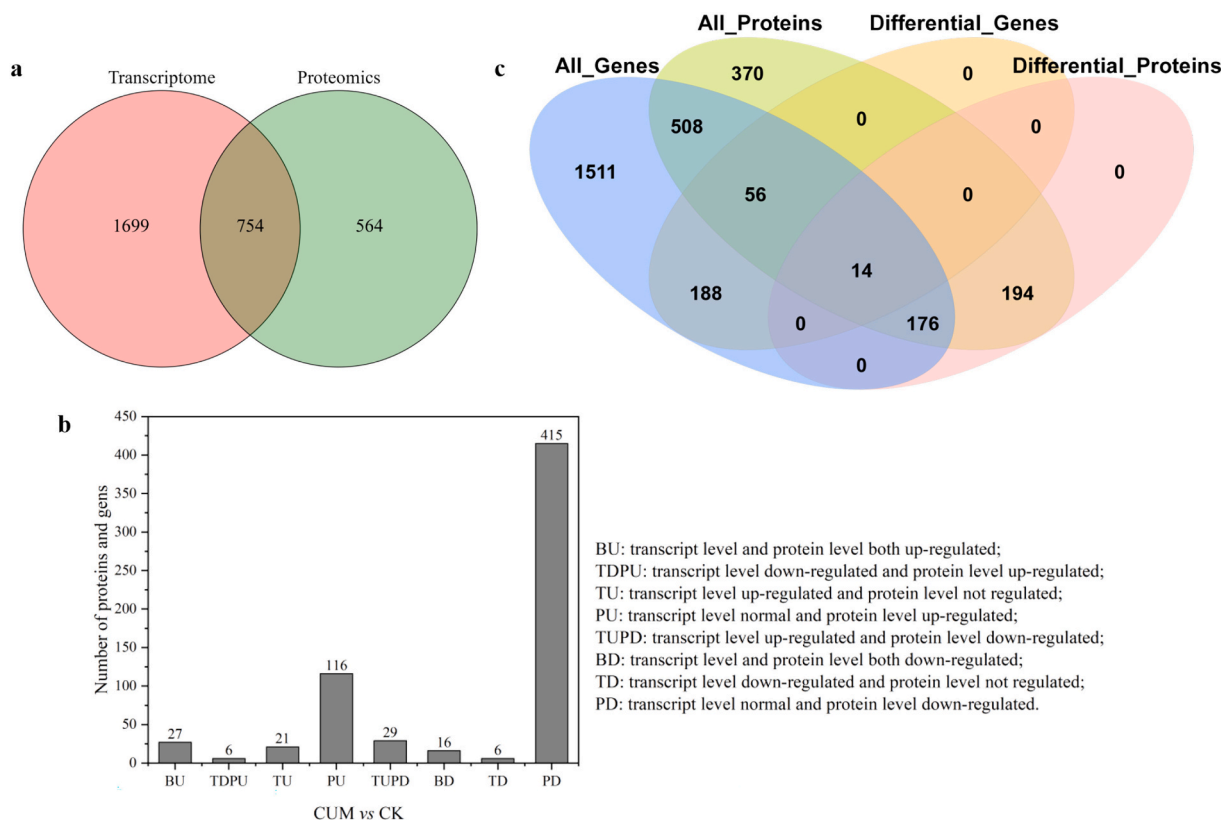 a
Transcriptome
Proteomics
1699
754
564
c
All_Genes
All_Proteins
Differential_Genes
Differential_Proteins
370
0
508
0
0
1511
56
0
0
188
14
194
0
176
0
b
Number of proteins and gens
450
400
350
300
250
200
150
100
50
0
27
6
21
116
29
16
6
415
BU
TDPU
TU
PU
TUPD
BD
TD
PD
CUM vs CK
BU: transcript level and protein level both up-regulated;
TDPU: transcript level down-regulated and protein level up-regulated;
TU: transcript level up-regulated and protein level not regulated;
PU: transcript level normal and protein level up-regulated;
TUPD: transcript level up-regulated and protein level down-regulated;
BD: transcript level and protein level both down-regulated;
TD: transcript level down-regulated and protein level not regulated;
PD: transcript level normal and protein level down-regulated.